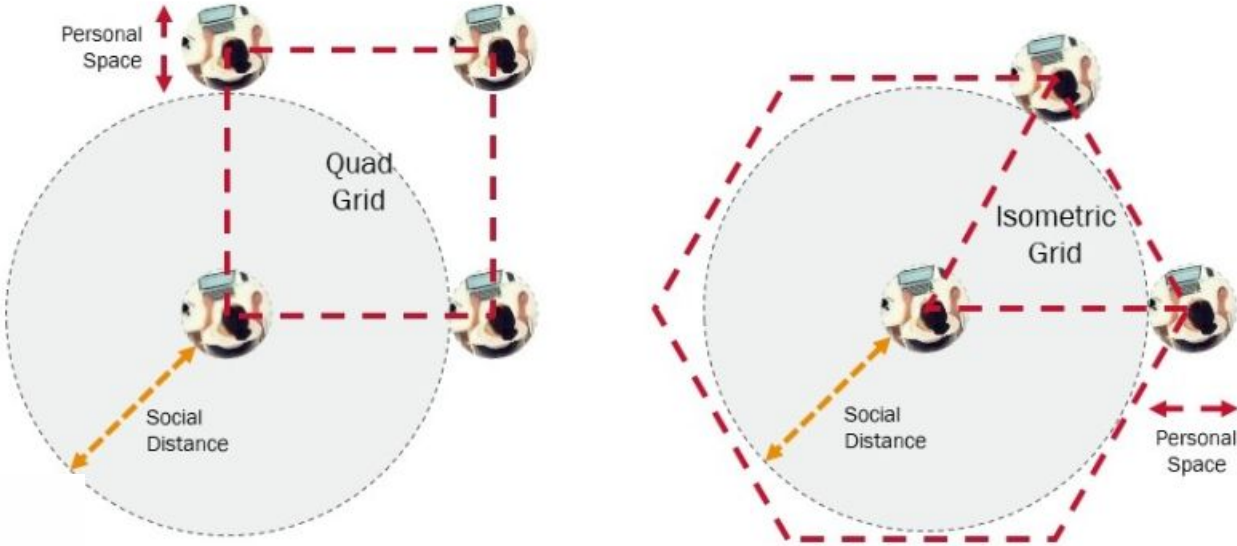 Personal
Space
Quad
Grid
Social
Distance
Isometric
Grid
Social
Distance
Personal
Space